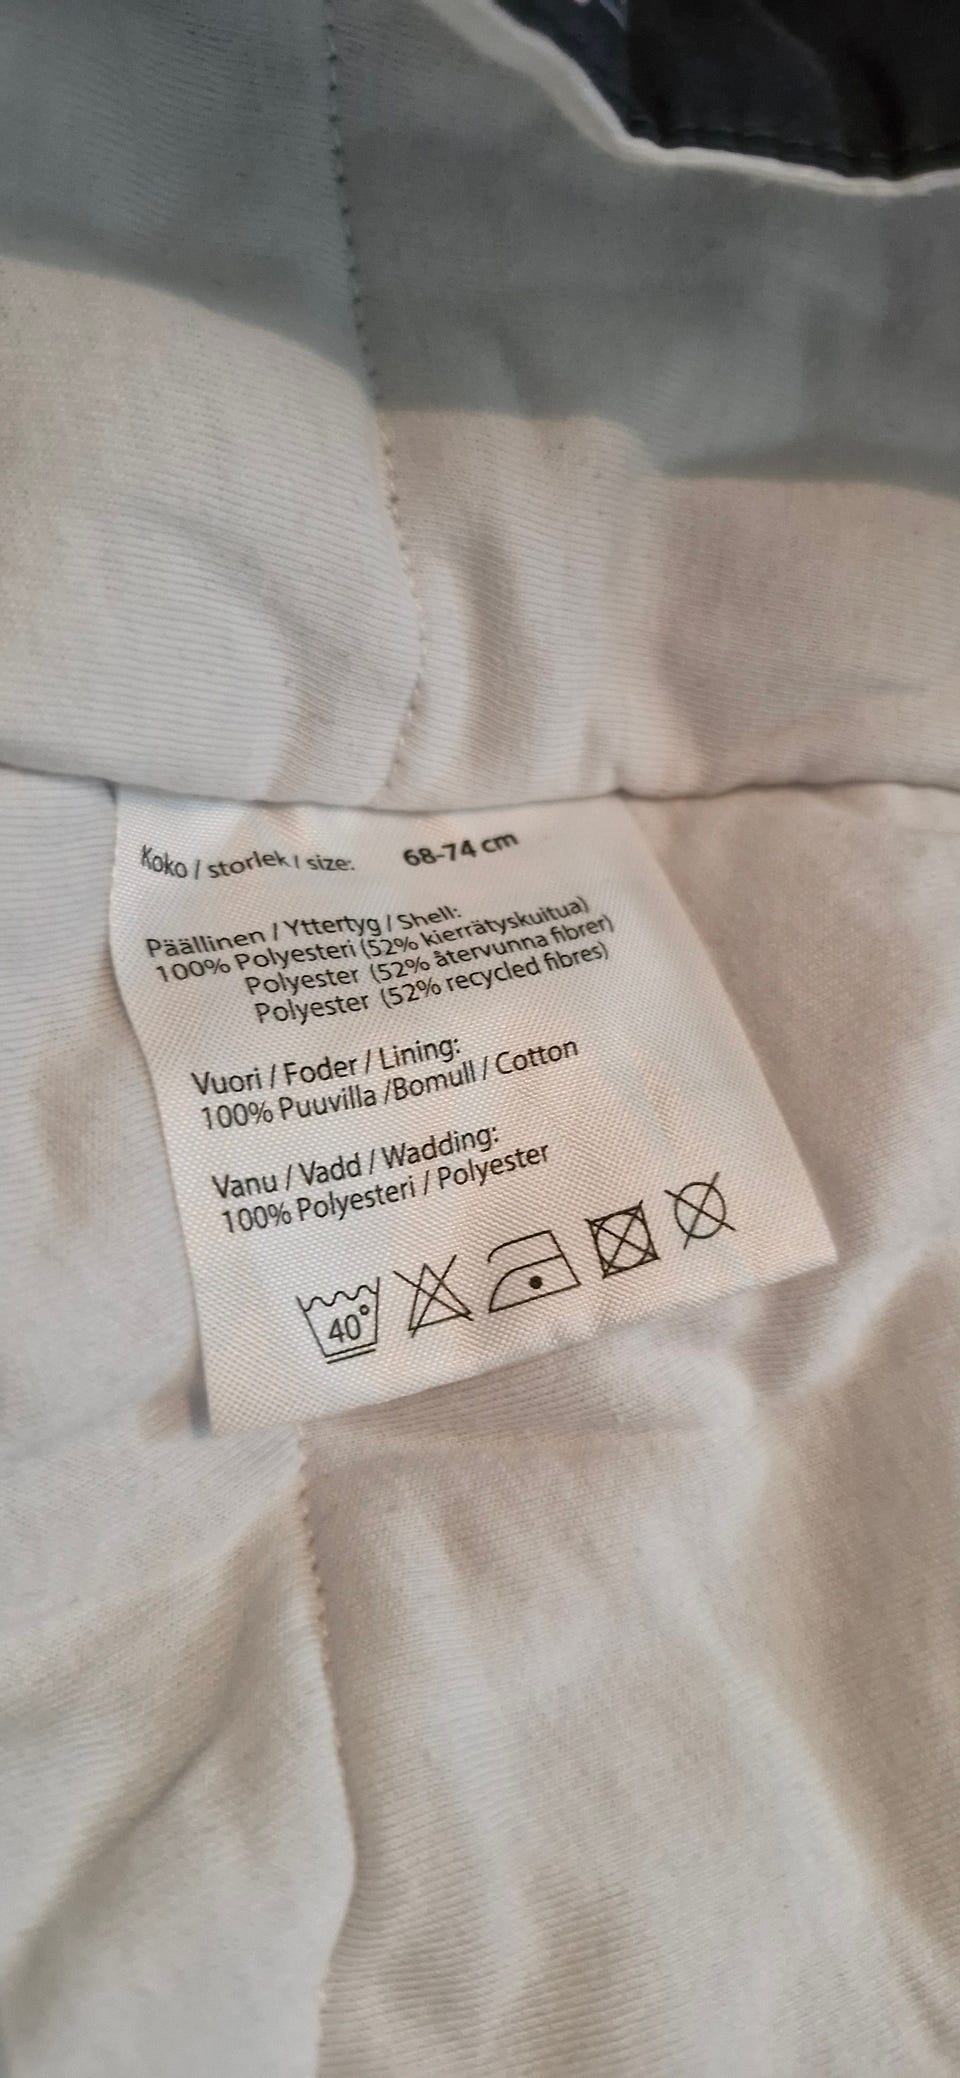 Koko / storlek / size: 68-74 cm
Päällinen / Yttertyg / Shell:
100% Polyesteri (52% kierrätyskuitua)
Polyester (52% återvunna fibrer)
Polyester (52% recycled fibres)
Vuori / Foder / Lining:
100% Puuvilla /Bomull / Cotton
Vanu / Vadd / Wadding:
100% Polyesteri / Polyester
40°